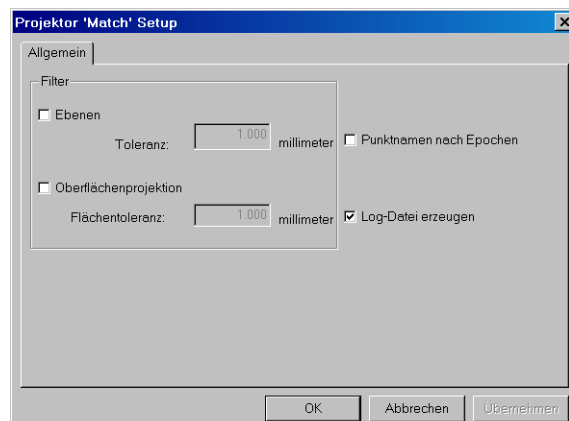 Projektor 'Match' Setup
Allgemein
Filter
Ebenen
Toleranz: 1.000 millimeter
Punktnamen nach Epochen
Oberflächenprojektion
Flächentoleranz: 1.000 millimeter
Log-Datei erzeugen
OK Abbrechen Übernehmen